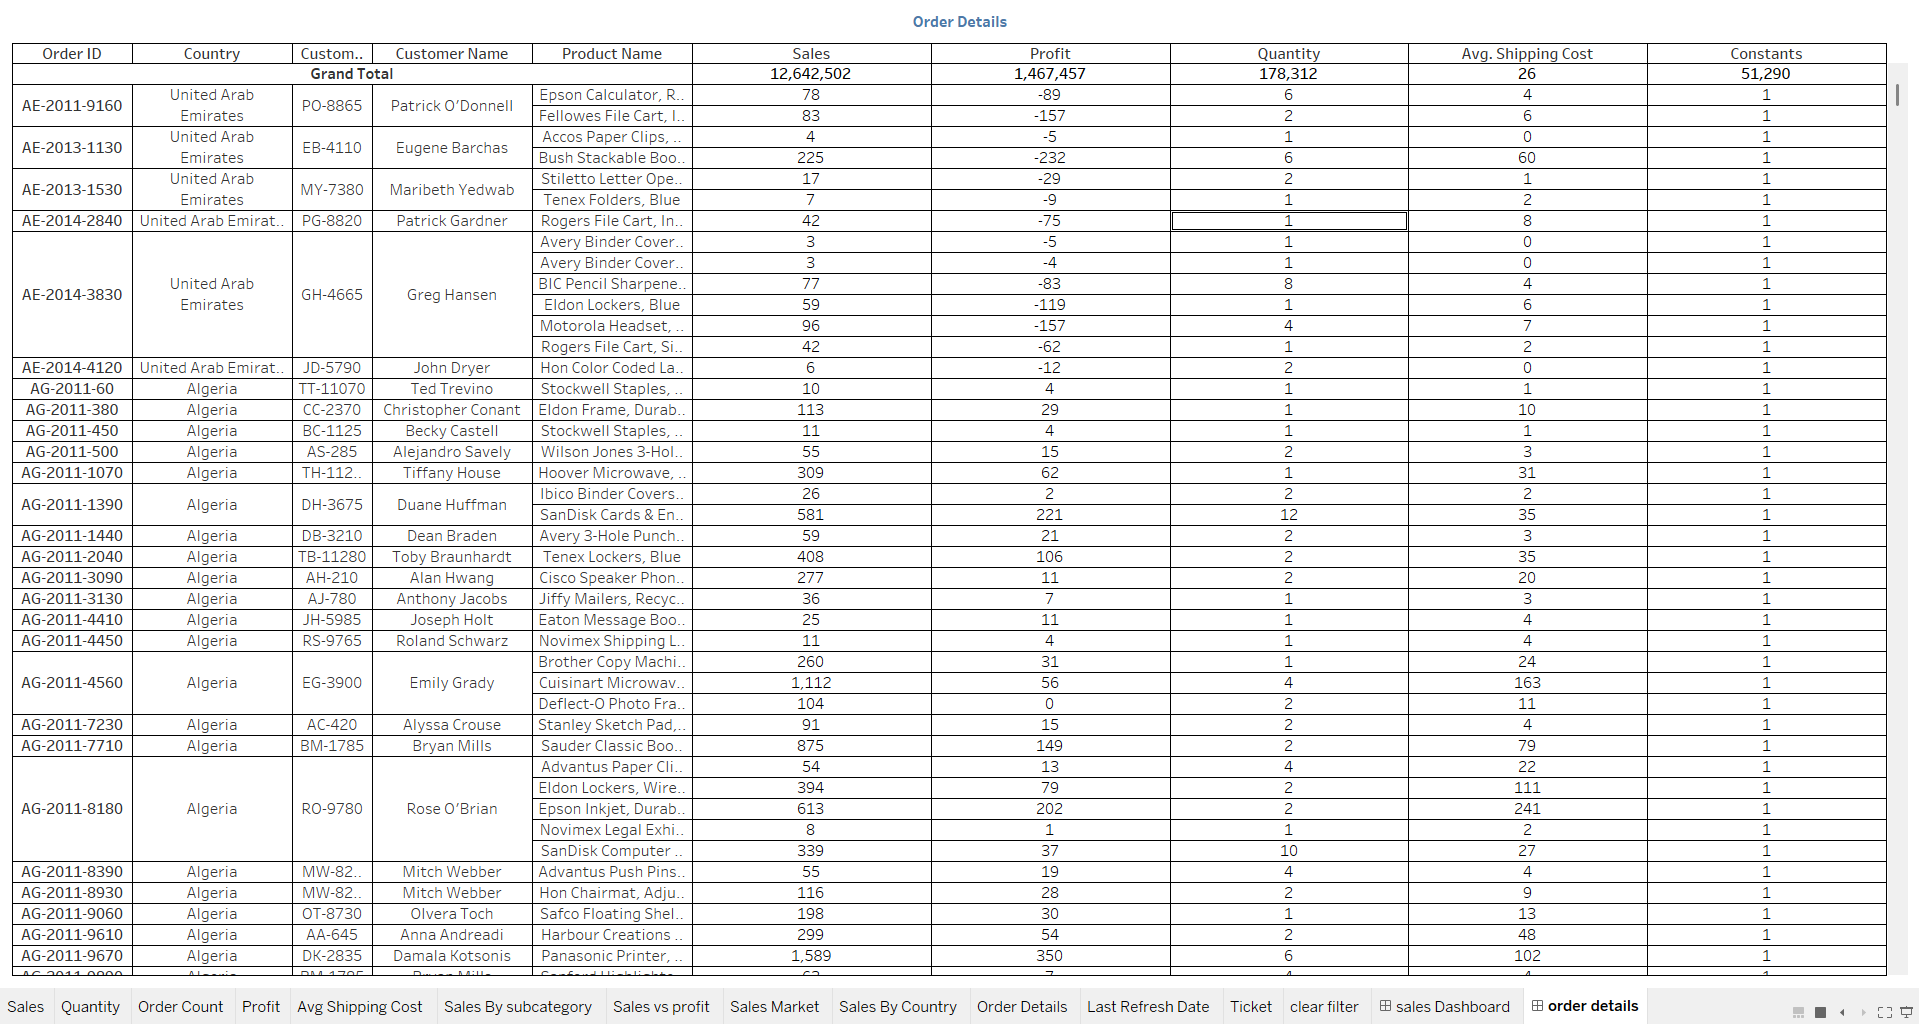 Order Details
Order ID Country Custom.. Customer Name Product Name Sales Profit Quantity Avg. Shipping Cost Constants
Grand Total 12,642,502 1,467,457 178,312 26 51,290
AE-2011-9160 United Arab Emirates PO-8865 Patrick O'Donnell Epson Calculator, R.. 78 -89 6 4 1
Fellowes File Cart, I.. 83 -157 2 6 1
AE-2013-1130 United Arab Emirates EB-4110 Eugene Barchas Accos Paper Clips, .. 4 -5 1 0 1
Bush Stackable Boo.. 225 -232 6 60 1
AE-2013-1530 United Arab Emirates MY-7380 Maribeth Yedwab Stiletto Letter Ope.. 17 -29 2 1 1
Tenex Folders, Blue 7 -9 1 2 1
AE-2014-2840 United Arab Emirat.. PG-8820 Patrick Gardner Rogers File Cart, In.. 42 -75 1 8 1
AE-2014-3830 United Arab Emirates GH-4665 Greg Hansen Avery Binder Cover.. 3 -5 1 0 1
Avery Binder Cover.. 3 -4 1 0 1
BIC Pencil Sharpene.. 77 -83 8 4 1
Eldon Lockers, Blue 59 -119 1 6 1
Motorola Headset, .. 96 -157 4 7 1
Rogers File Cart, Si.. 42 -62 1 2 1
AE-2014-4120 United Arab Emirat.. JD-5790 John Dryer Hon Color Coded La.. 6 -12 2 0 1
AG-2011-60 Algeria TT-11070 Ted Trevino Stockwell Staples, .. 10 4 1 1 1
AG-2011-380 Algeria CC-2370 Christopher Conant Eldon Frame, Durab.. 113 29 1 10 1
AG-2011-450 Algeria BC-1125 Becky Castell Stockwell Staples, .. 11 4 1 1 1
AG-2011-500 Algeria AS-285 Alejandro Savely Wilson Jones 3-Hol.. 55 15 2 3 1
AG-2011-1070 Algeria TH-112.. Tiffany House Hoover Microwave, .. 309 62 1 31 1
AG-2011-1390 Algeria DH-3675 Duane Huffman Ibico Binder Covers.. 26 2 2 2 1
SanDisk Cards & En.. 581 221 12 35 1
AG-2011-1440 Algeria DB-3210 Dean Braden Avery 3-Hole Punch.. 59 21 2 3 1
AG-2011-2040 Algeria TB-11280 Toby Braunhardt Tenex Lockers, Blue 408 106 2 35 1
AG-2011-3090 Algeria AH-210 Alan Hwang Cisco Speaker Phon.. 277 11 2 20 1
AG-2011-3130 Algeria AJ-780 Anthony Jacobs Jiffy Mailers, Recyc.. 36 7 1 3 1
AG-2011-4410 Algeria JH-5985 Joseph Holt Eaton Message Boo.. 25 11 1 4 1
AG-2011-4450 Algeria RS-9765 Roland Schwarz Novimex Shipping L.. 11 4 1 4 1
AG-2011-4560 Algeria EG-3900 Emily Grady Brother Copy Machi.. 260 31 1 24 1
Cuisinart Microwav.. 1,112 56 4 163 1
Deflect-O Photo Fra.. 104 0 2 11 1
AG-2011-7230 Algeria AC-420 Alyssa Crouse Stanley Sketch Pad,.. 91 15 2 4 1
AG-2011-7710 Algeria BM-1785 Bryan Mills Sauder Classic Boo.. 875 149 2 79 1
AG-2011-8180 Algeria RO-9780 Rose O'Brian Advantus Paper Cli.. 54 13 4 22 1
Eldon Lockers, Wire.. 394 79 2 111 1
Epson Inkjet, Durab.. 613 202 2 241 1
Novimex Legal Exhi.. 8 1 1 2 1
SanDisk Computer .. 339 37 10 27 1
AG-2011-8390 Algeria MW-82.. Mitch Webber Advantus Push Pins.. 55 19 4 4 1
AG-2011-8930 Algeria MW-82.. Mitch Webber Hon Chairmat, Adju.. 116 28 2 9 1
AG-2011-9060 Algeria OT-8730 Olvera Toch Safco Floating Shel.. 198 30 1 13 1
AG-2011-9610 Algeria AA-645 Anna Andreadi Harbour Creations .. 299 54 2 48 1
AG-2011-9670 Algeria DK-2835 Damala Kotsonis Panasonic Printer, .. 1,589 350 6 102 1
Sales Quantity Order Count Profit Avg Shipping Cost Sales By subcategory Sales vs profit Sales Market Sales By Country Order Details Last Refresh Date Ticket clear filter sales Dashboard order details